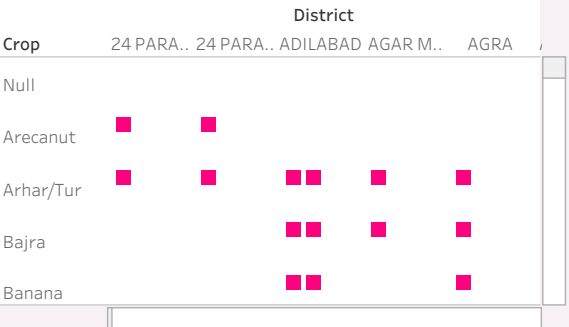 District
Crop 24 PARA.. 24 PARA.. ADILABAD AGAR M.. AGRA
Null
Arecanut
Arhar/Tur
Bajra
Banana